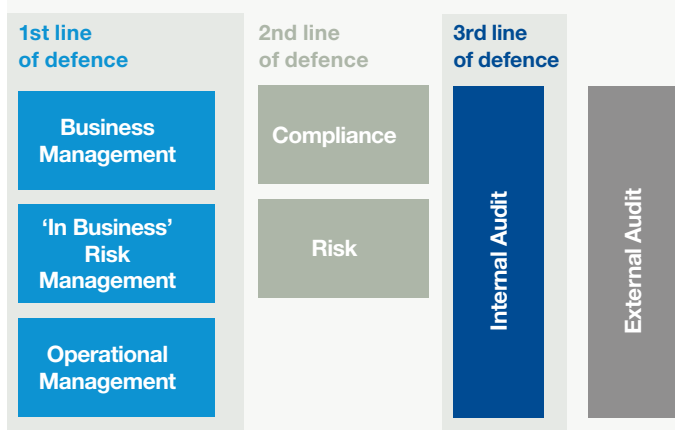 1st line
of defence
Business
Management
‘In Business’
Risk
Management
Operational
Management
2nd line
of defence
Compliance
Risk
3rd line
of defence
Internal Audit
External Audit